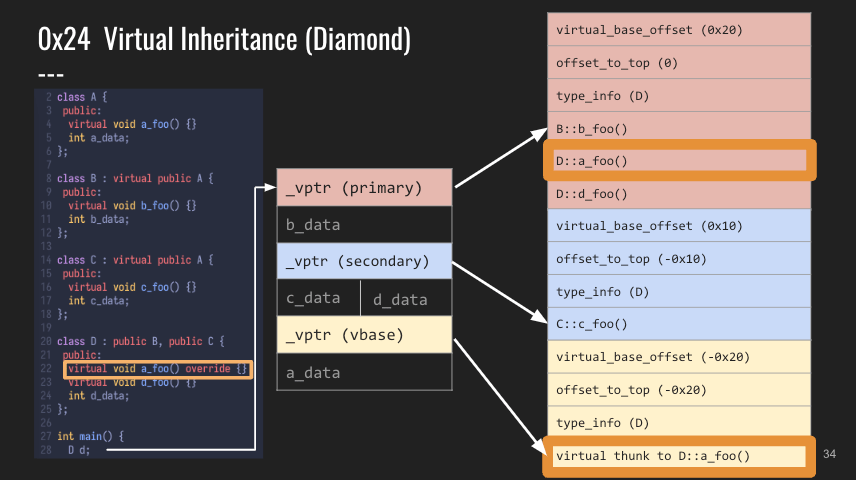 0x24 Virtual Inheritance (Diamond)
---
2 class A {
3 public:
4 virtual void a_foo() {}
5 int a_data;
6 };
7
8 class B : virtual public A {
9 public:
10 virtual void b_foo() {}
11 int b_data;
12 };
13
14 class C : virtual public A {
15 public:
16 virtual void c_foo() {}
17 int c_data;
18 };
19
20 class D : public B, public C {
21 public:
22 virtual void a_foo() override {}
23 virtual void d_foo() {}
24 int d_data;
25 };
26
27 int main() {
28 D d;
_vptr (primary)
b_data
_vptr (secondary)
c_data d_data
_vptr (vbase)
a_data
virtual_base_offset (0x20)
offset_to_top (0)
type_info (D)
B::b_foo()
D::a_foo()
D::d_foo()
virtual_base_offset (0x10)
offset_to_top (-0x10)
type_info (D)
C::c_foo()
virtual_base_offset (-0x20)
offset_to_top (-0x20)
type_info (D)
virtual thunk to D::a_foo()
34